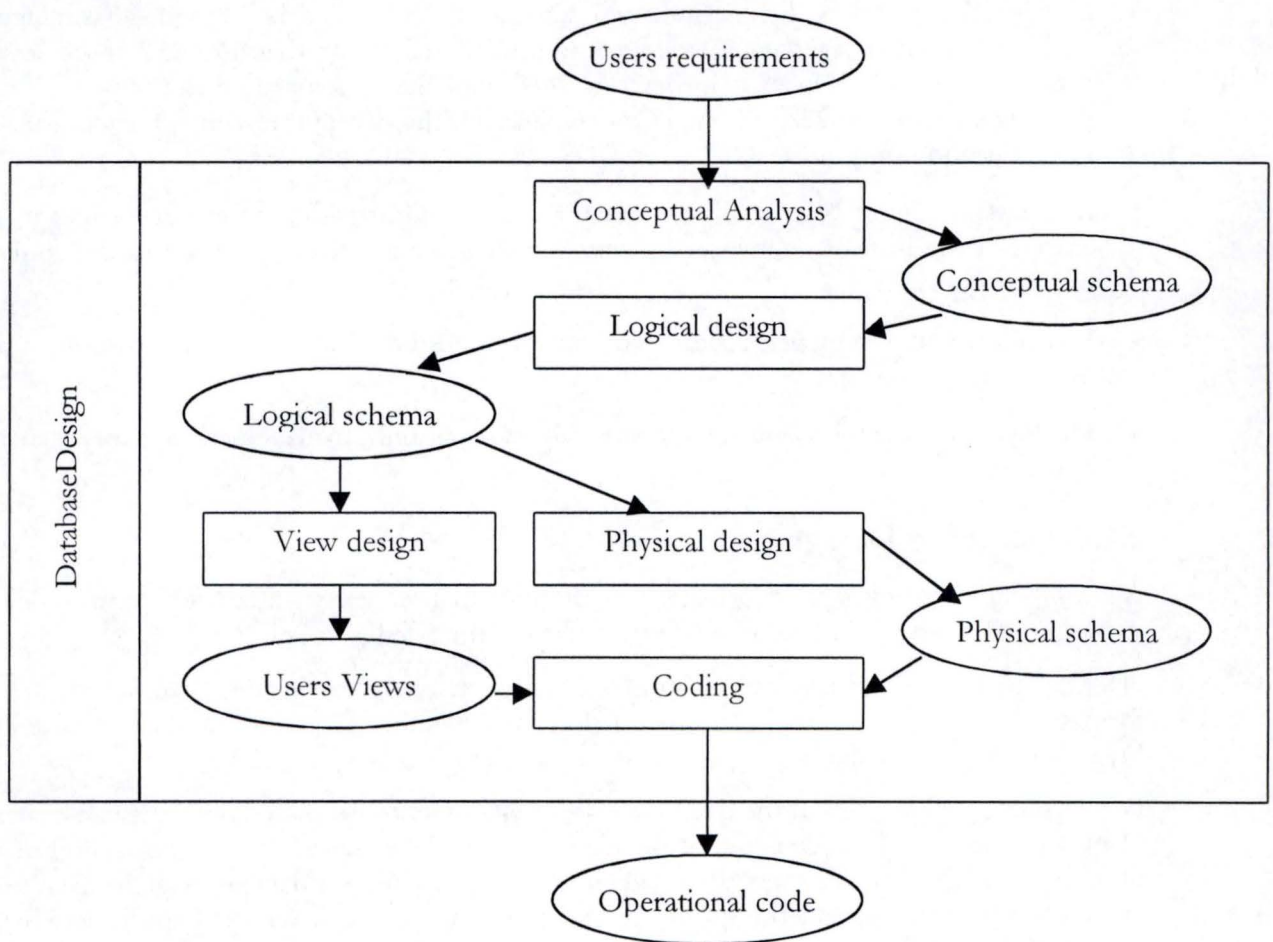 Users requirements
Conceptual Analysis
Conceptual schema
Logical design
Logical schema
DatabaseDesign
View design
Physical design
Physical schema
Users Views
Coding
Operational code